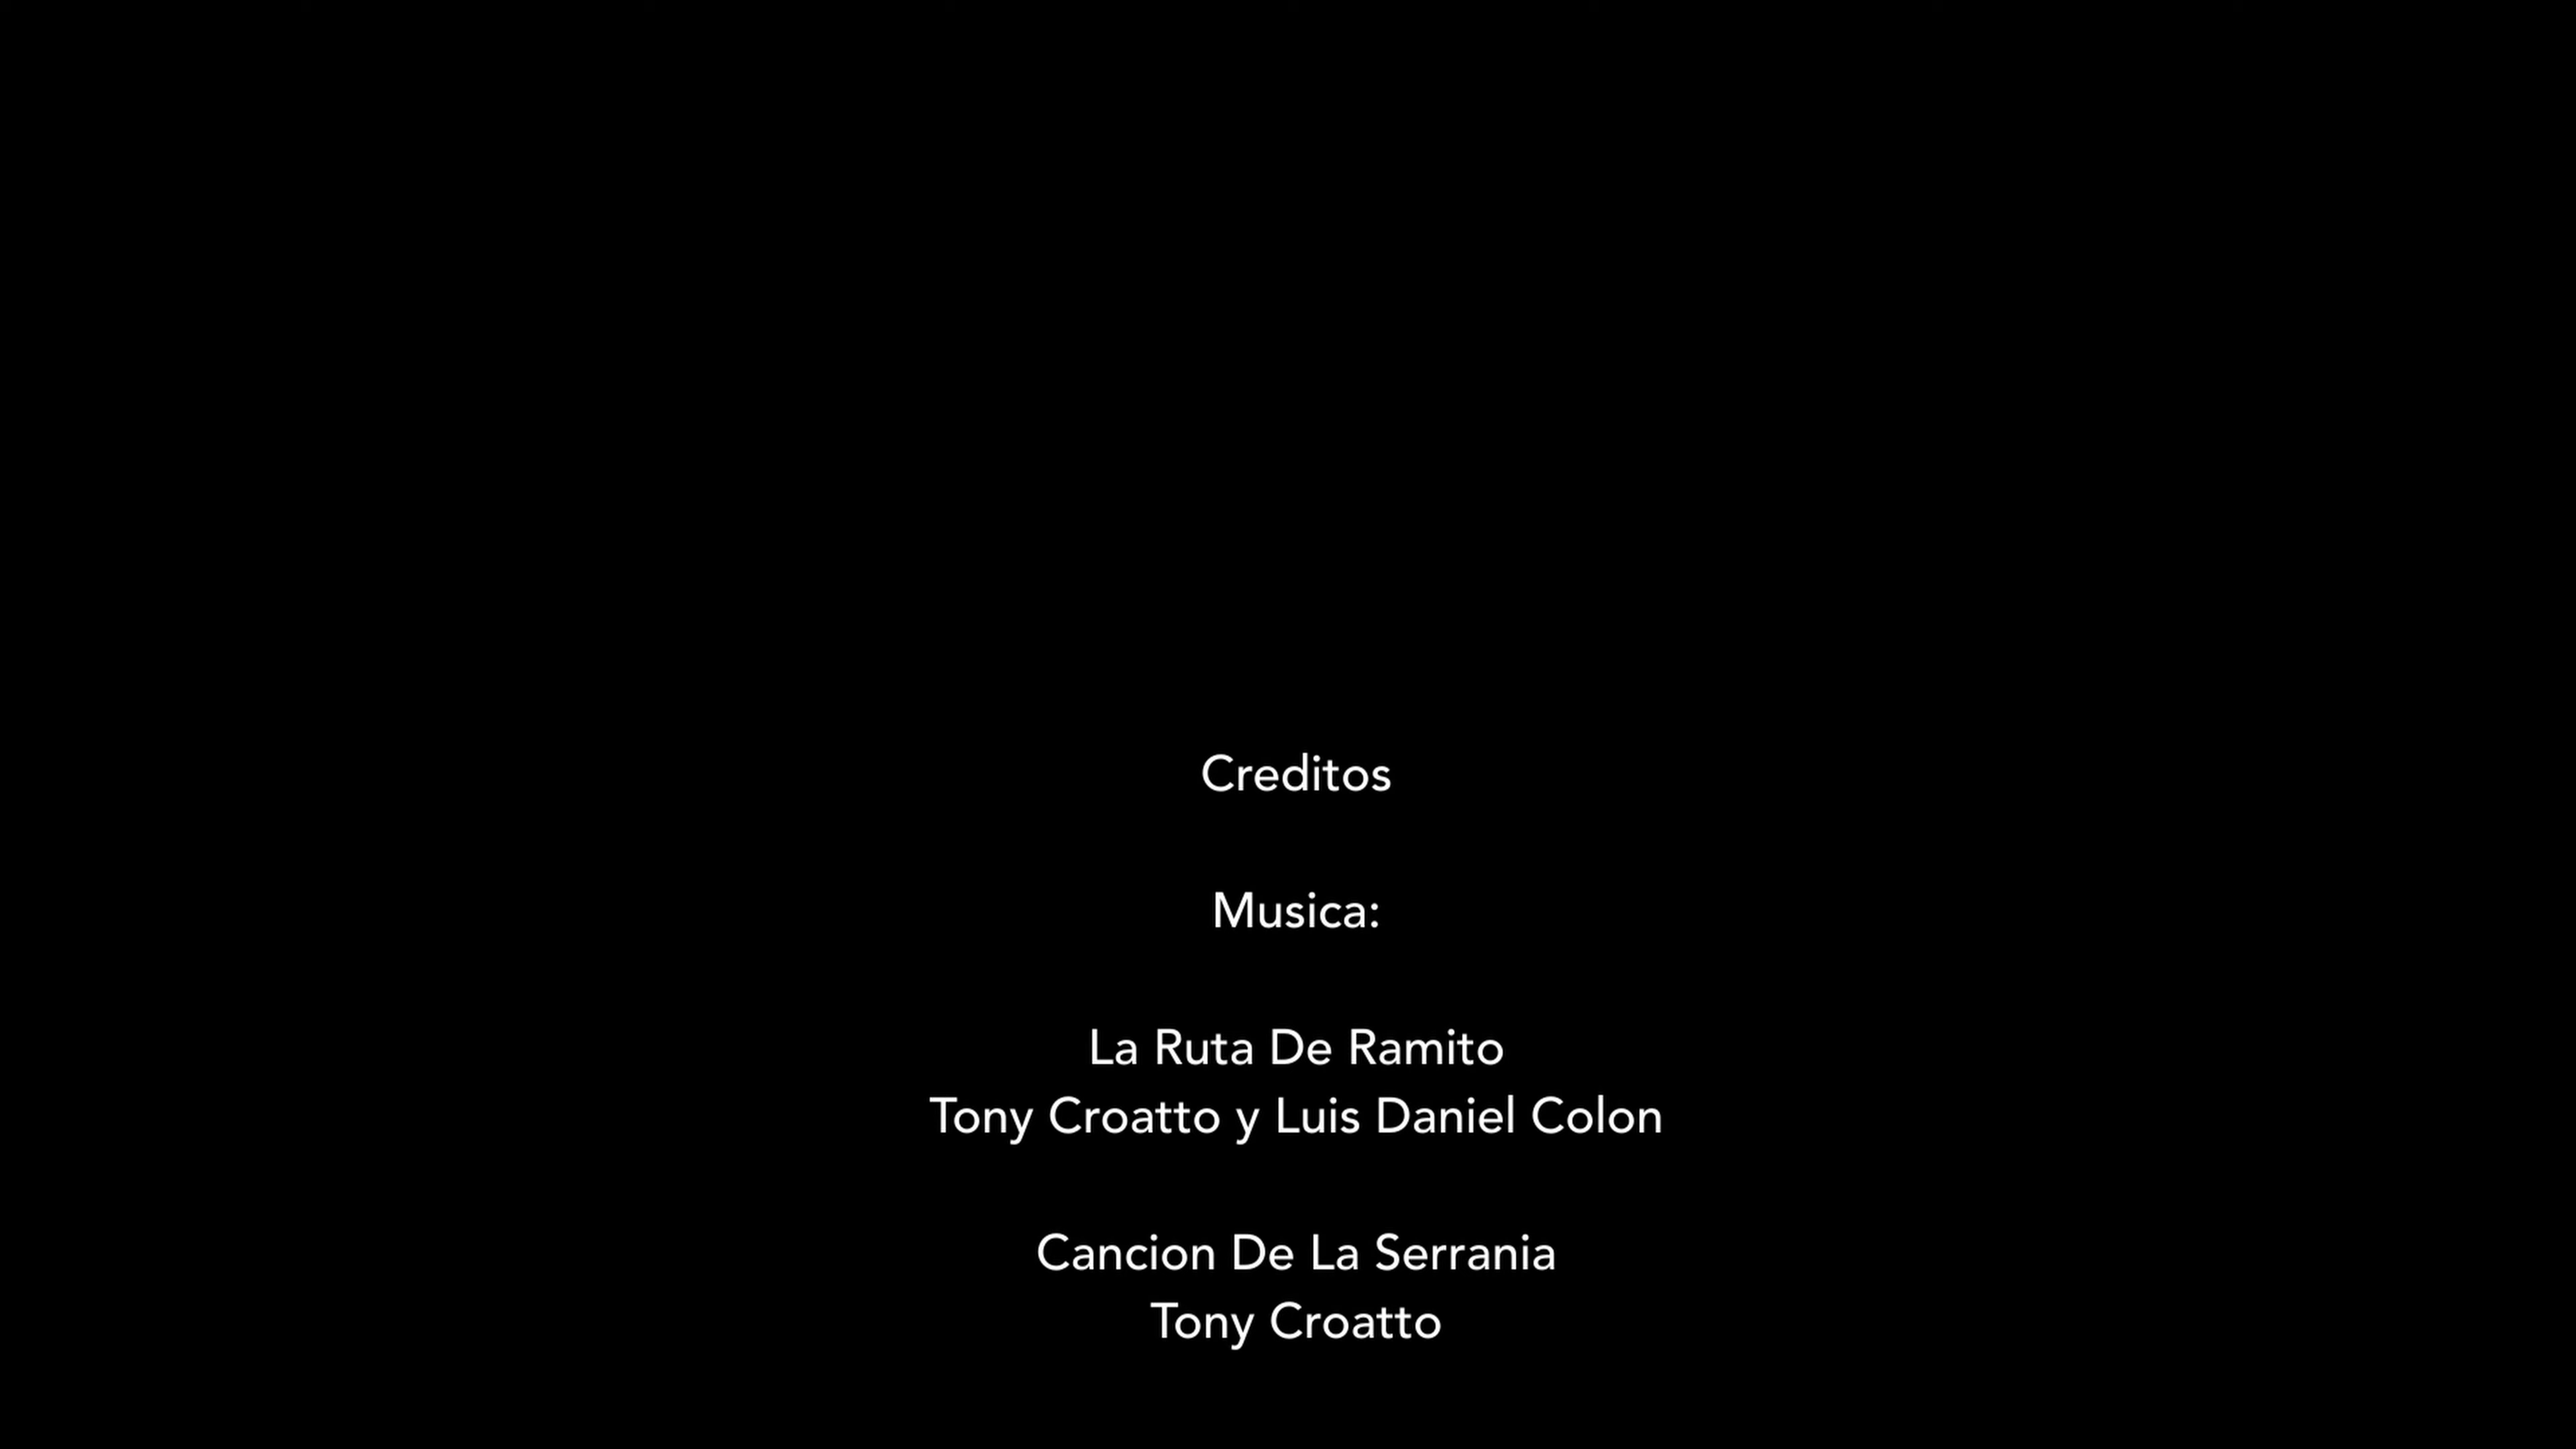 Creditos
Musica:
La Ruta De Ramito
Tony Croatto y Luis Daniel Colon
Cancion De La Serrania
Tony Croatto